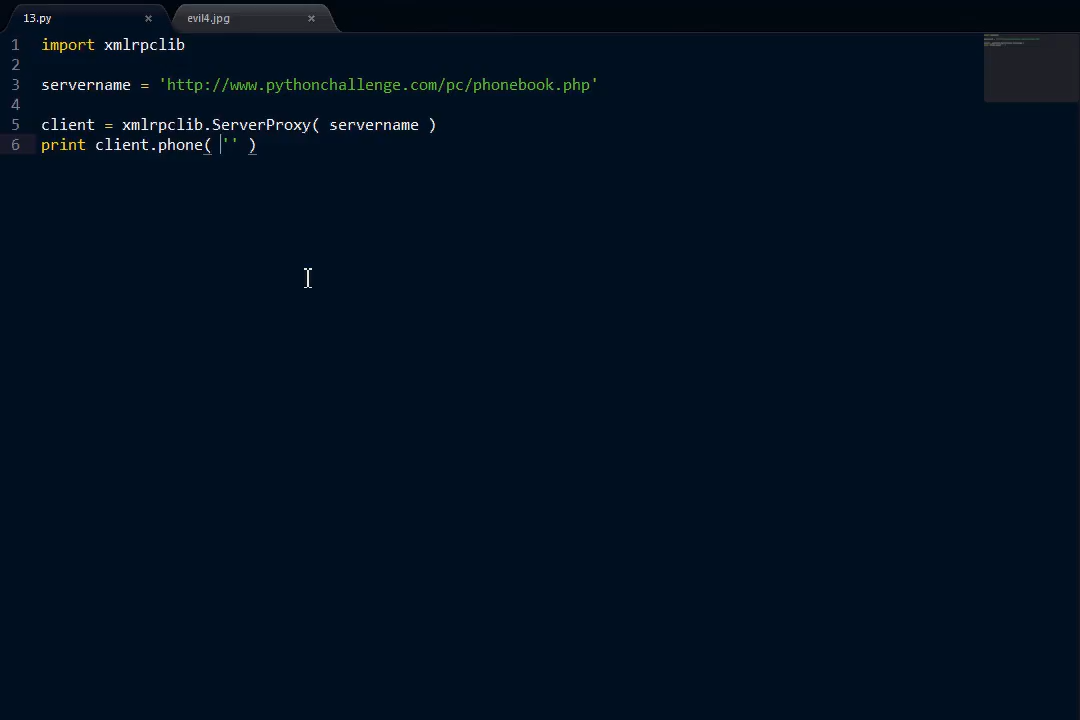 13.py × evil4.jpg ×
1 import xmlrpclib
2
3 servername = 'http://www.pythonchallenge.com/pc/phonebook.php'
4
5 client = xmlrpclib.ServerProxy( servername )
6 print client.phone( '' )